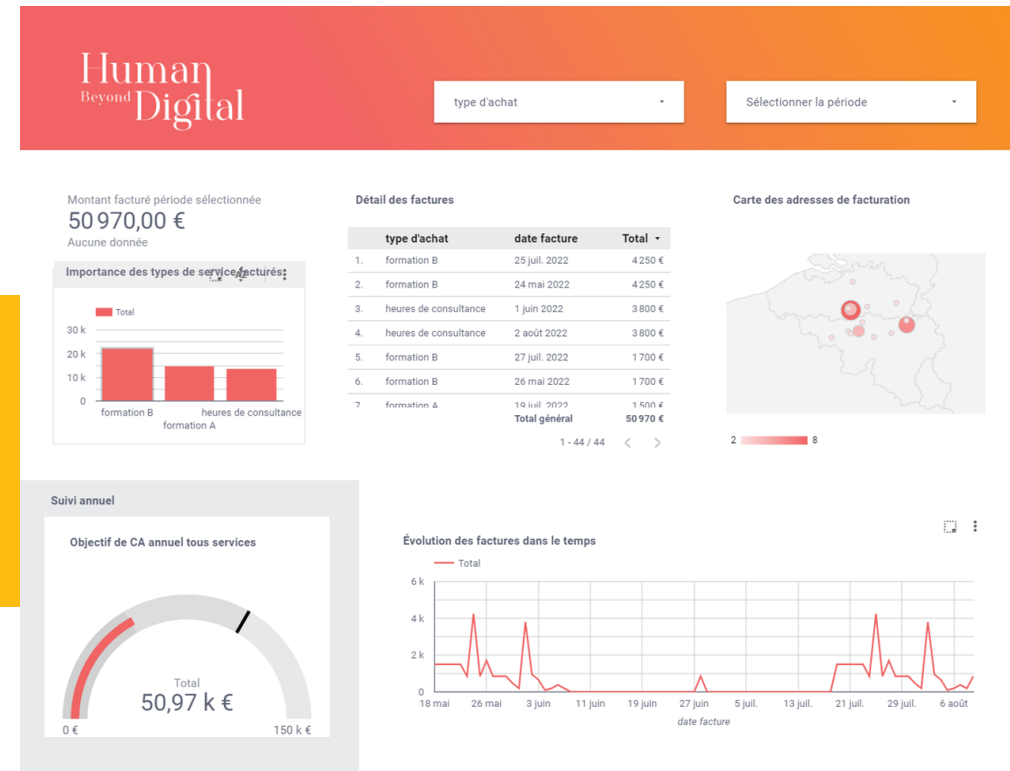 Human
Beyond Digital
type d'achat
Sélectionner la période
Montant facturé période sélectionnée
50 970,00 €
Aucune donnée
Importance des types de service facturés
Total
30 k
20 k
10 k
0
formation B
heures de consultance
formation A
Détail des factures
type d'achat date facture Total
1. formation B 25 juil. 2022 4 250 €
2. formation B 24 mai 2022 4 250 €
3. heures de consultance 1 juin 2022 3 800 €
4. heures de consultance 2 août 2022 3 800 €
5. formation B 27 juil. 2022 1 700 €
6. formation B 26 mai 2022 1 700 €
7. formation A 19 juil. 2022 1 500 €
Total général 50 970 €
1 - 44 / 44
Carte des adresses de facturation
2 8
Suivi annuel
Objectif de CA annuel tous services
Total
50,97 k €
0 € 150 k €
Évolution des factures dans le temps
Total
6 k
4 k
2 k
0
18 mai 26 mai 3 juin 11 juin 19 juin 27 juin 5 juil. 13 juil. 21 juil. 29 juil. 6 août
date facture